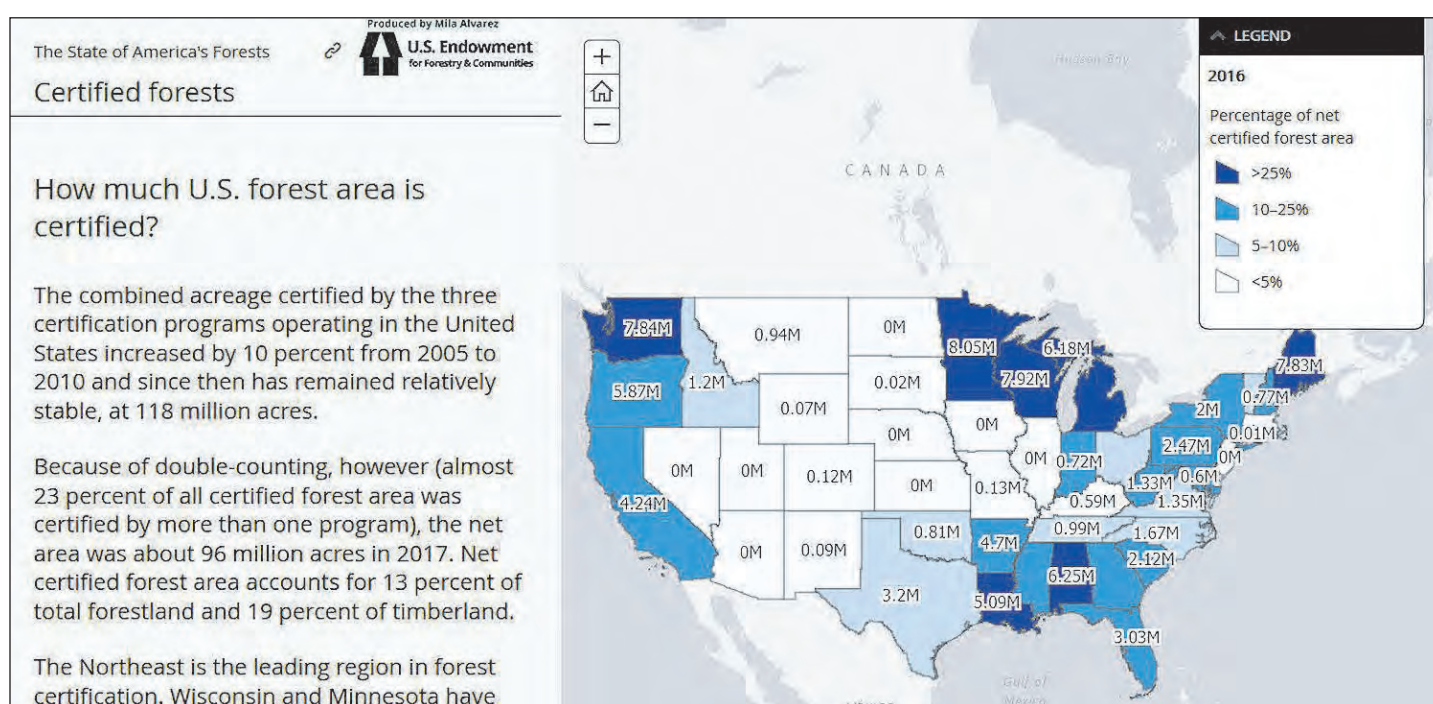 Produced by Mila Alvarez
The State of America's Forests
U.S. Endowment
for Forestry & Communities
Certified forests
How much U.S. forest area is
certified?
The combined acreage certified by the three
certification programs operating in the United
States increased by 10 percent from 2005 to
2010 and since then has remained relatively
stable, at 118 million acres.
Because of double-counting, however (almost
23 percent of all certified forest area was
certified by more than one program), the net
area was about 96 million acres in 2017. Net
certified forest area accounts for 13 percent of
total forestland and 19 percent of timberland.
The Northeast is the leading region in forest
certification. Wisconsin and Minnesota have
+
−
LEGEND
2016
Percentage of net
certified forest area
>25%
10–25%
5–10%
<5%
Hudson Bay
CANADA
7.84M
0.94M
0M
8.05M
6.18M
7.83M
5.87M
1.2M
0.07M
0.02M
7.92M
0.77M
2M
0M
0M
2.47M
0.01M
0M
0M
0M
0.12M
0M
0.13M
0M
0.72M
1.33M
0.6M
4.24M
0.59M
1.35M
0M
0.09M
0.81M
4.7M
0.99M
1.67M
2.12M
3.2M
5.09M
6.25M
3.03M
Gulf of
Mexico